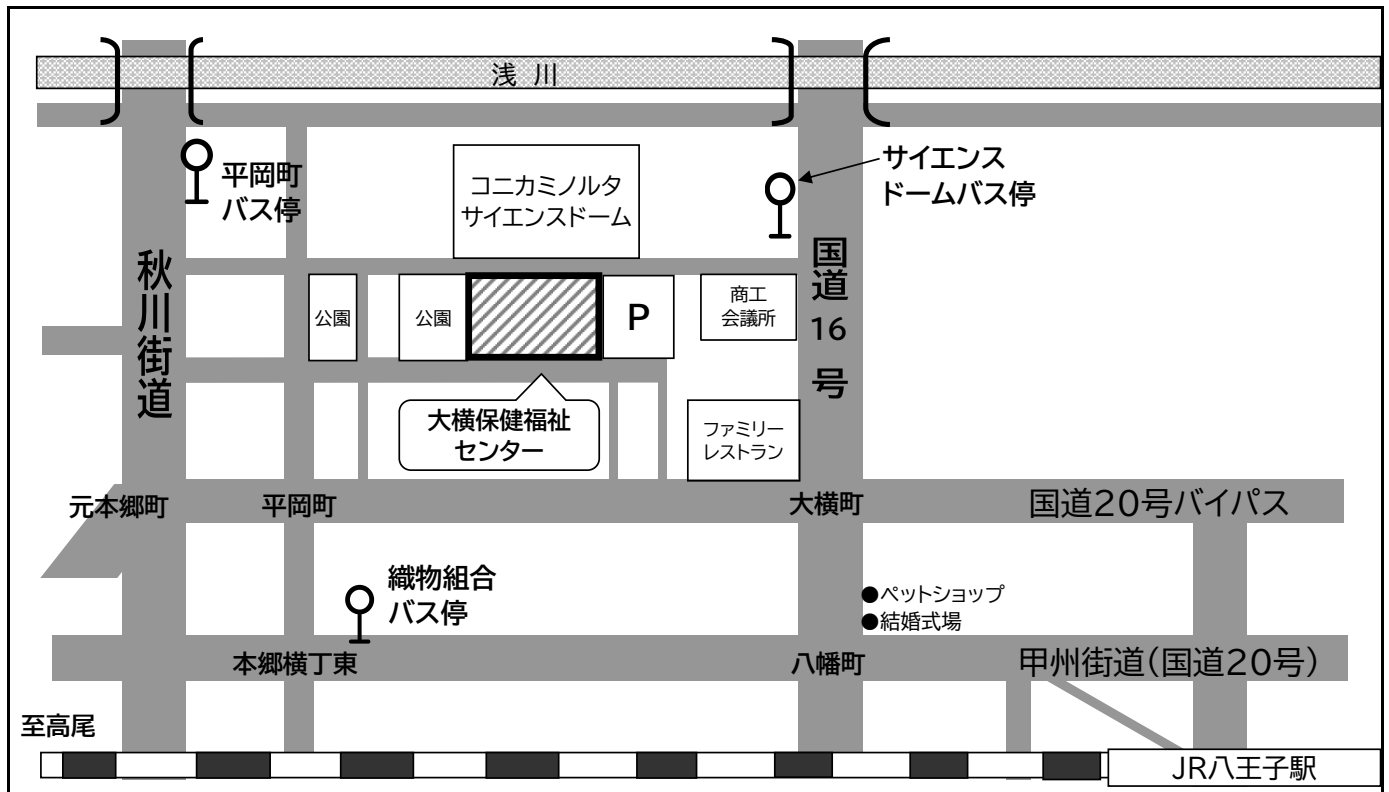 浅 川
平岡町
バス停
コニカミノルタ
サイエンスドーム
サイエンス
ドームバス停
秋川街道
国道16号
公園
公園
P
商工
会議所
大横保健福祉
センター
ファミリー
レストラン
元本郷町
平岡町
大横町
国道20号バイパス
織物組合
バス停
●ペットショップ
●結婚式場
本郷横丁東
八幡町
甲州街道(国道20号)
至高尾
JR八王子駅